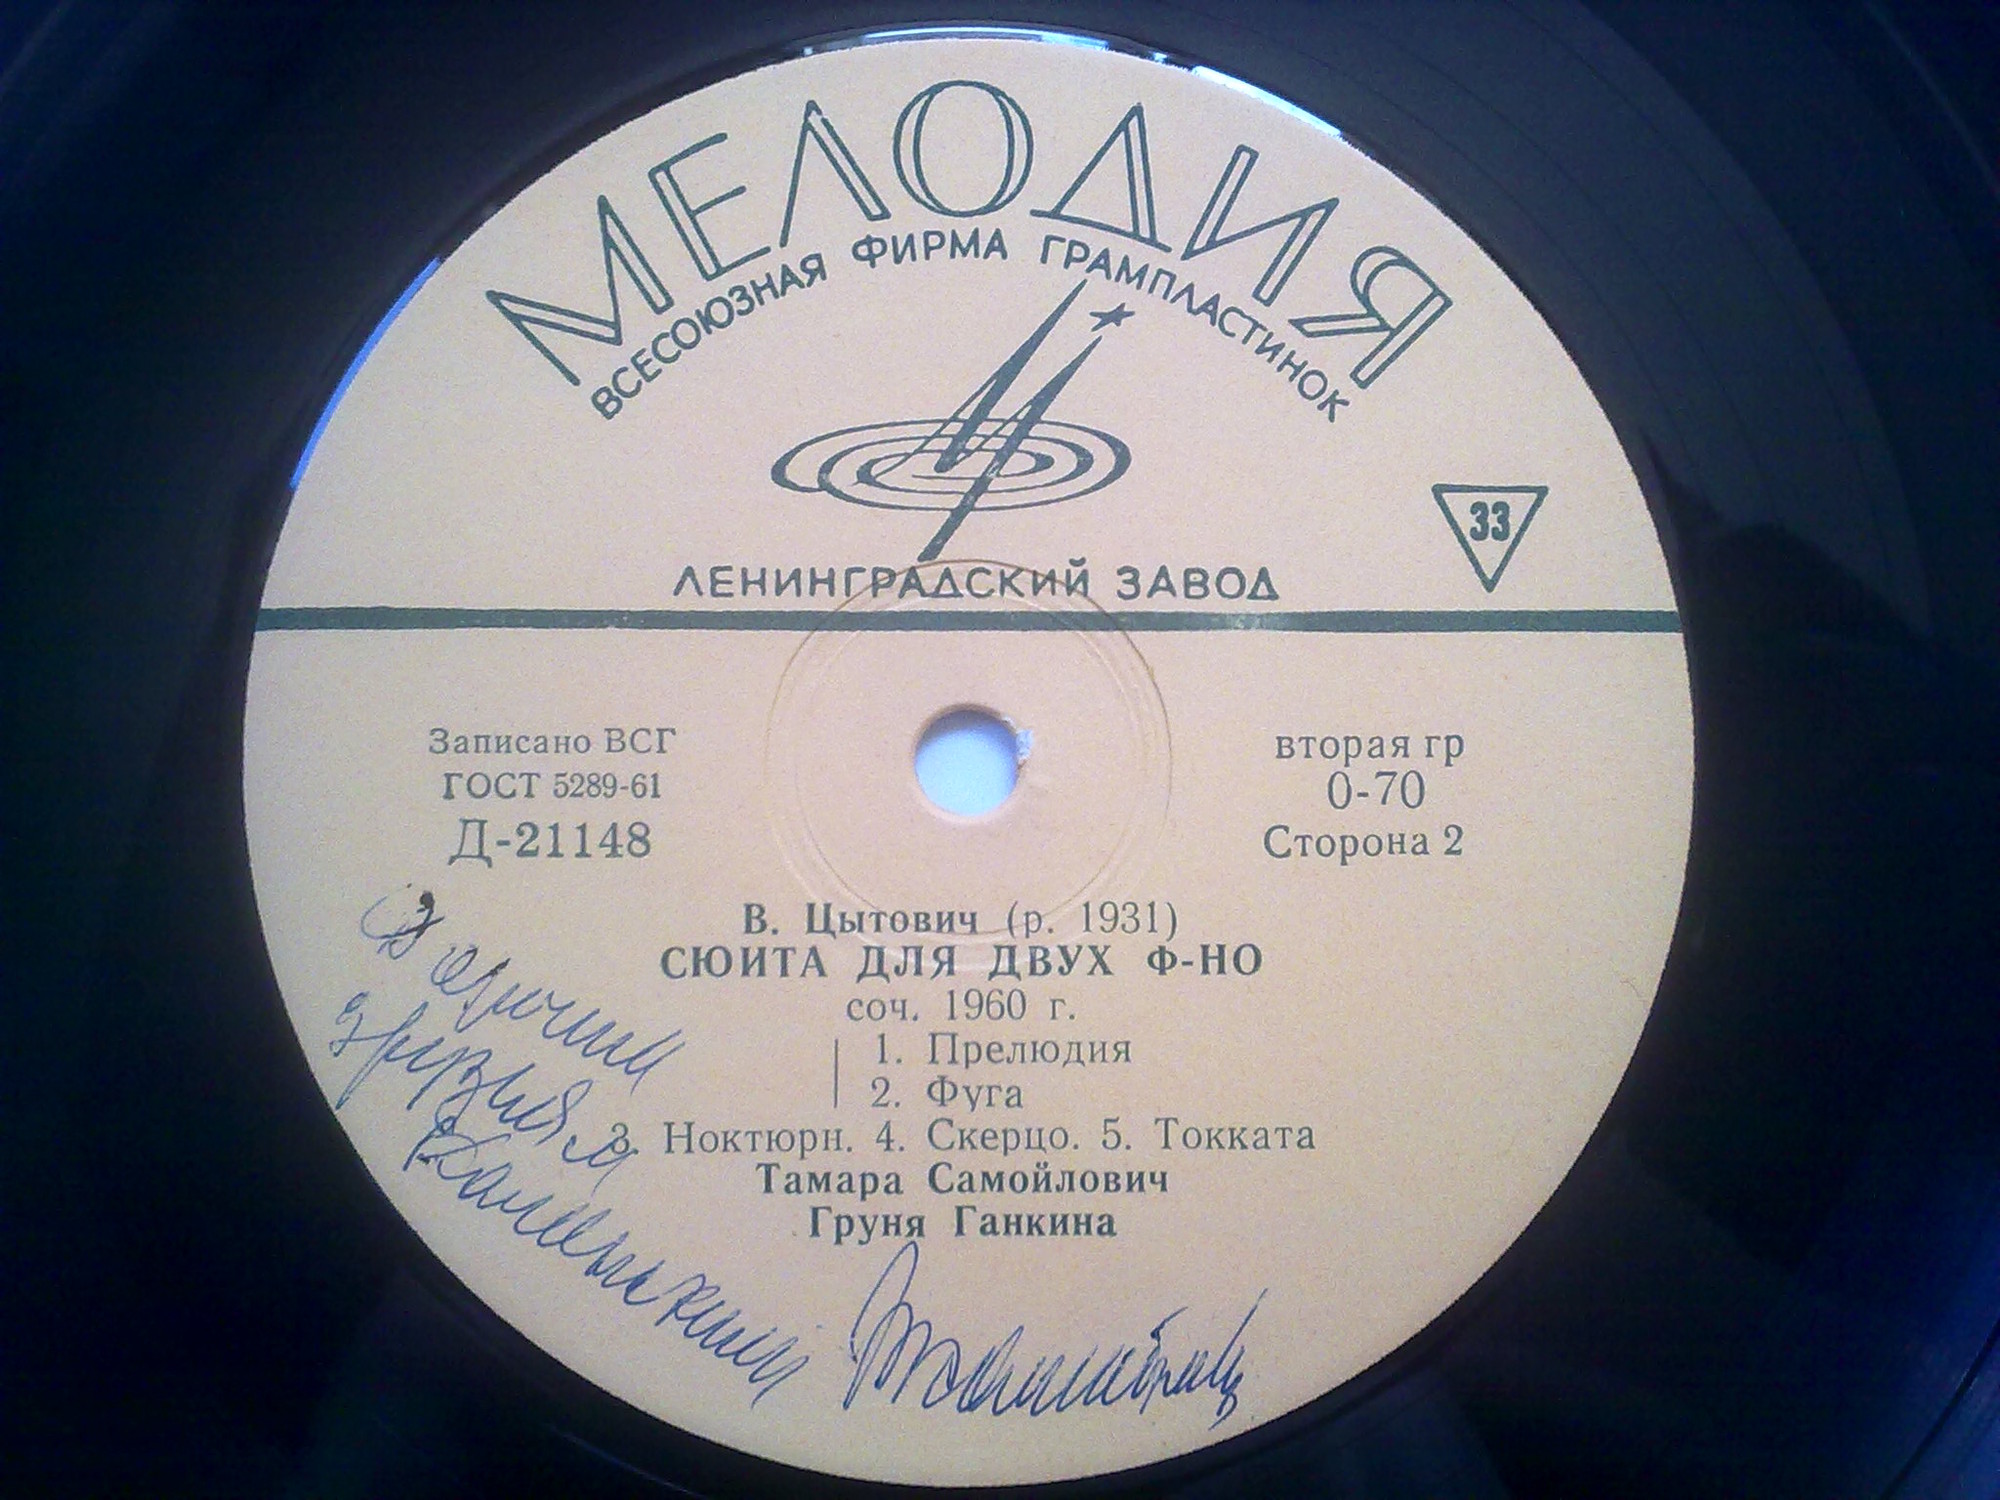 МЕЛОДИЯ
ВСЕСОЮЗНАЯ ФИРМА ГРАМПЛАСТИНОК
33
ЛЕНИНГРАДСКИЙ ЗАВОД
Записано ВСГ
ГОСТ 5289-61
Д-21148
вторая гр
0-70
Сторона 2
В. Цытович (р. 1931)
СЮИТА ДЛЯ ДВУХ Ф-НО
соч. 1960 г.
1. Прелюдия
2. Фуга
3. Ноктюрн. 4. Скерцо. 5. Токката
Тамара Самойлович
Груня Ганкина